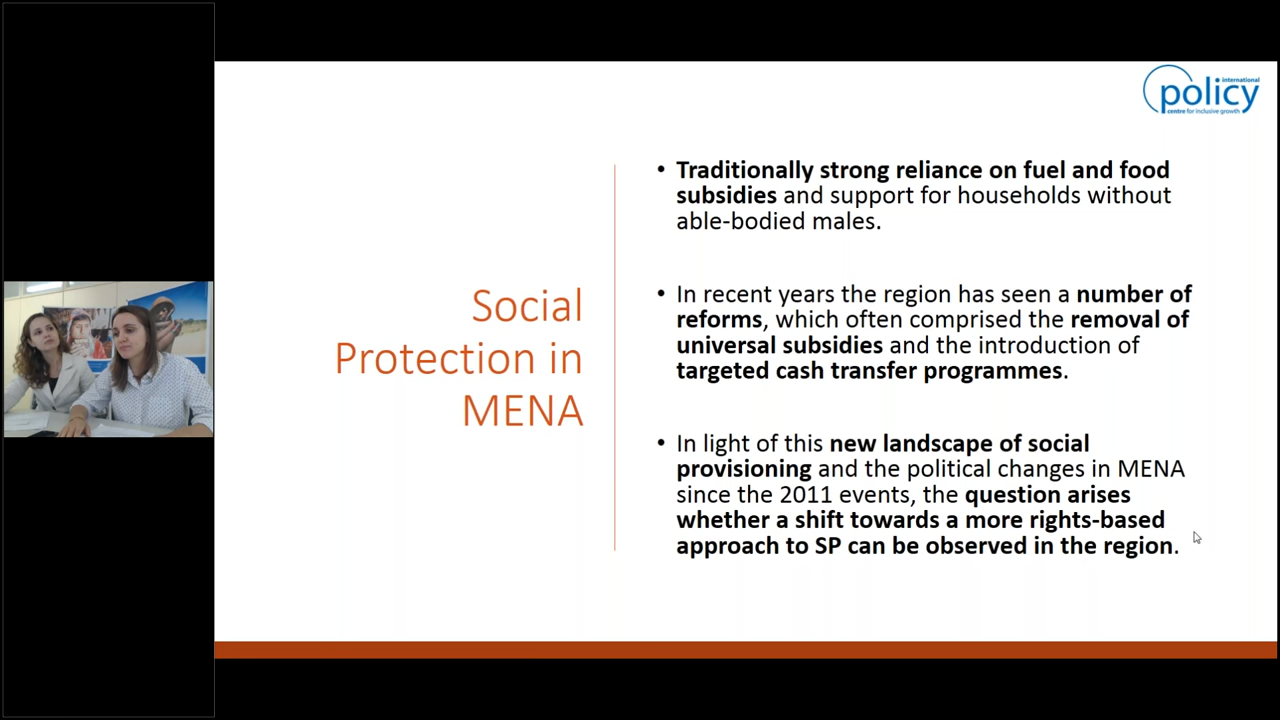 international
policy
centre for inclusive growth
Social
Protection in
MENA
• Traditionally strong reliance on fuel and food
subsidies and support for households without
able-bodied males.
• In recent years the region has seen a number of
reforms, which often comprised the removal of
universal subsidies and the introduction of
targeted cash transfer programmes.
• In light of this new landscape of social
provisioning and the political changes in MENA
since the 2011 events, the question arises
whether a shift towards a more rights-based
approach to SP can be observed in the region.